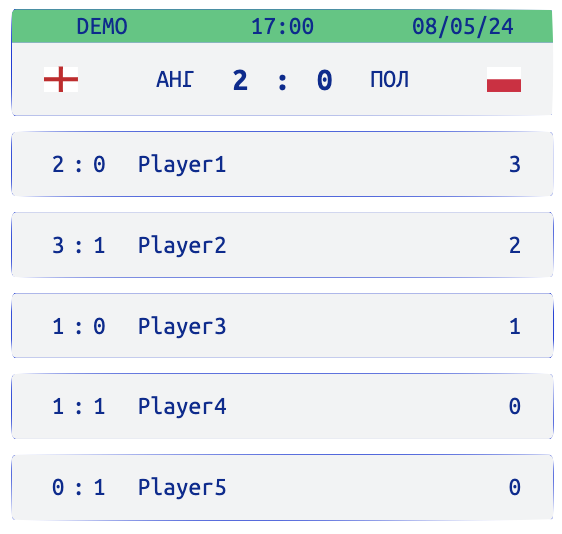 DEMO 17:00 08/05/24
АНГ 2 : 0 ПОЛ
2 : 0 Player1 3
3 : 1 Player2 2
1 : 0 Player3 1
1 : 1 Player4 0
0 : 1 Player5 0